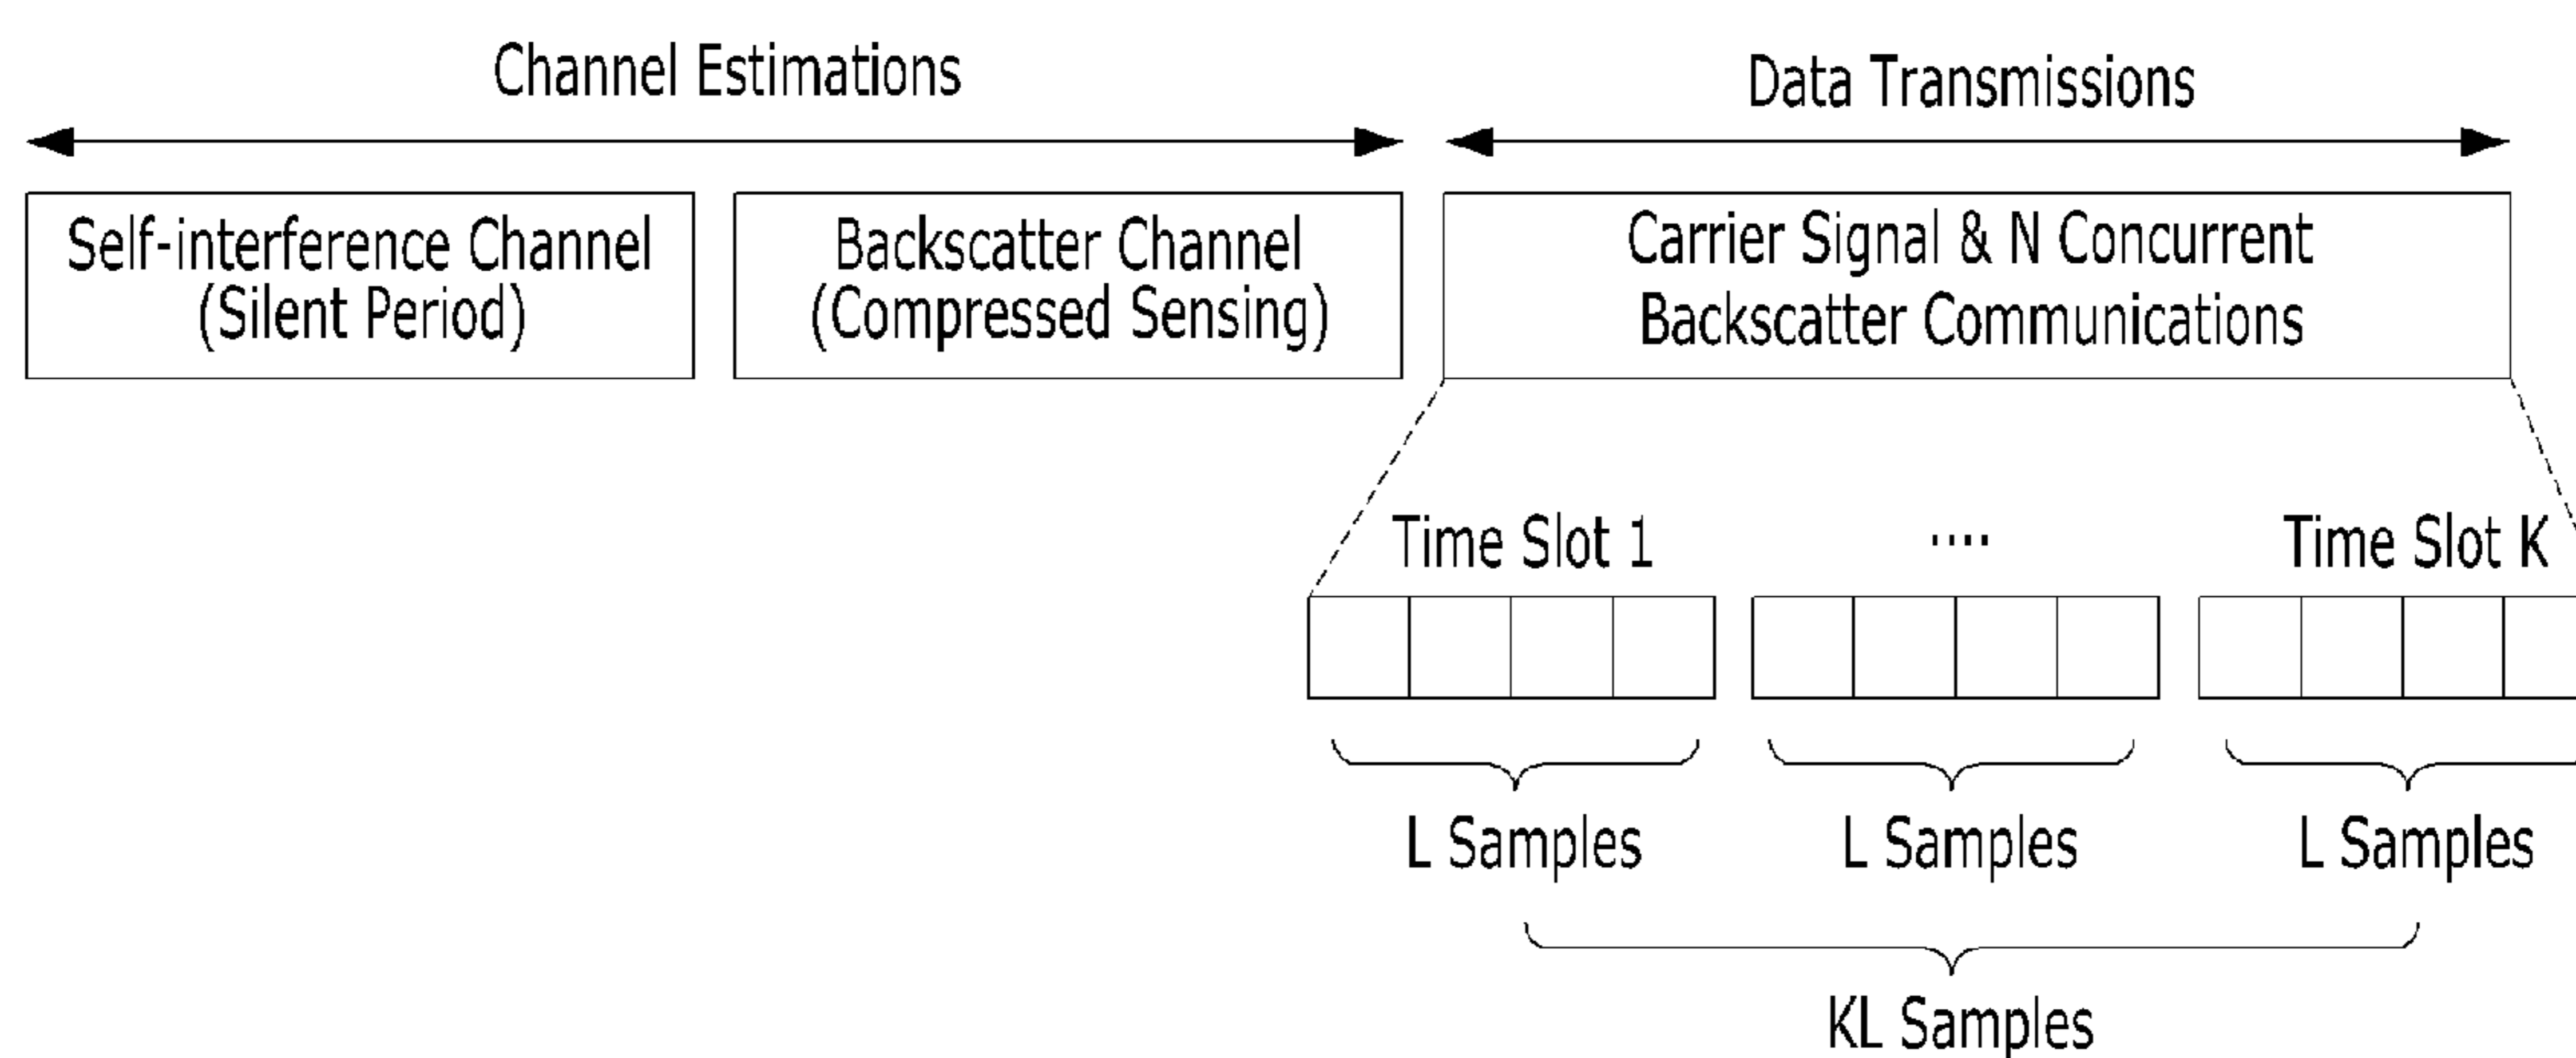 Channel Estimations
Data Transmissions
Self-interference Channel
(Silent Period)
Backscatter Channel
(Compressed Sensing)
Carrier Signal & N Concurrent
Backscatter Communications
Time Slot 1
....
Time Slot K
L Samples
L Samples
L Samples
KL Samples